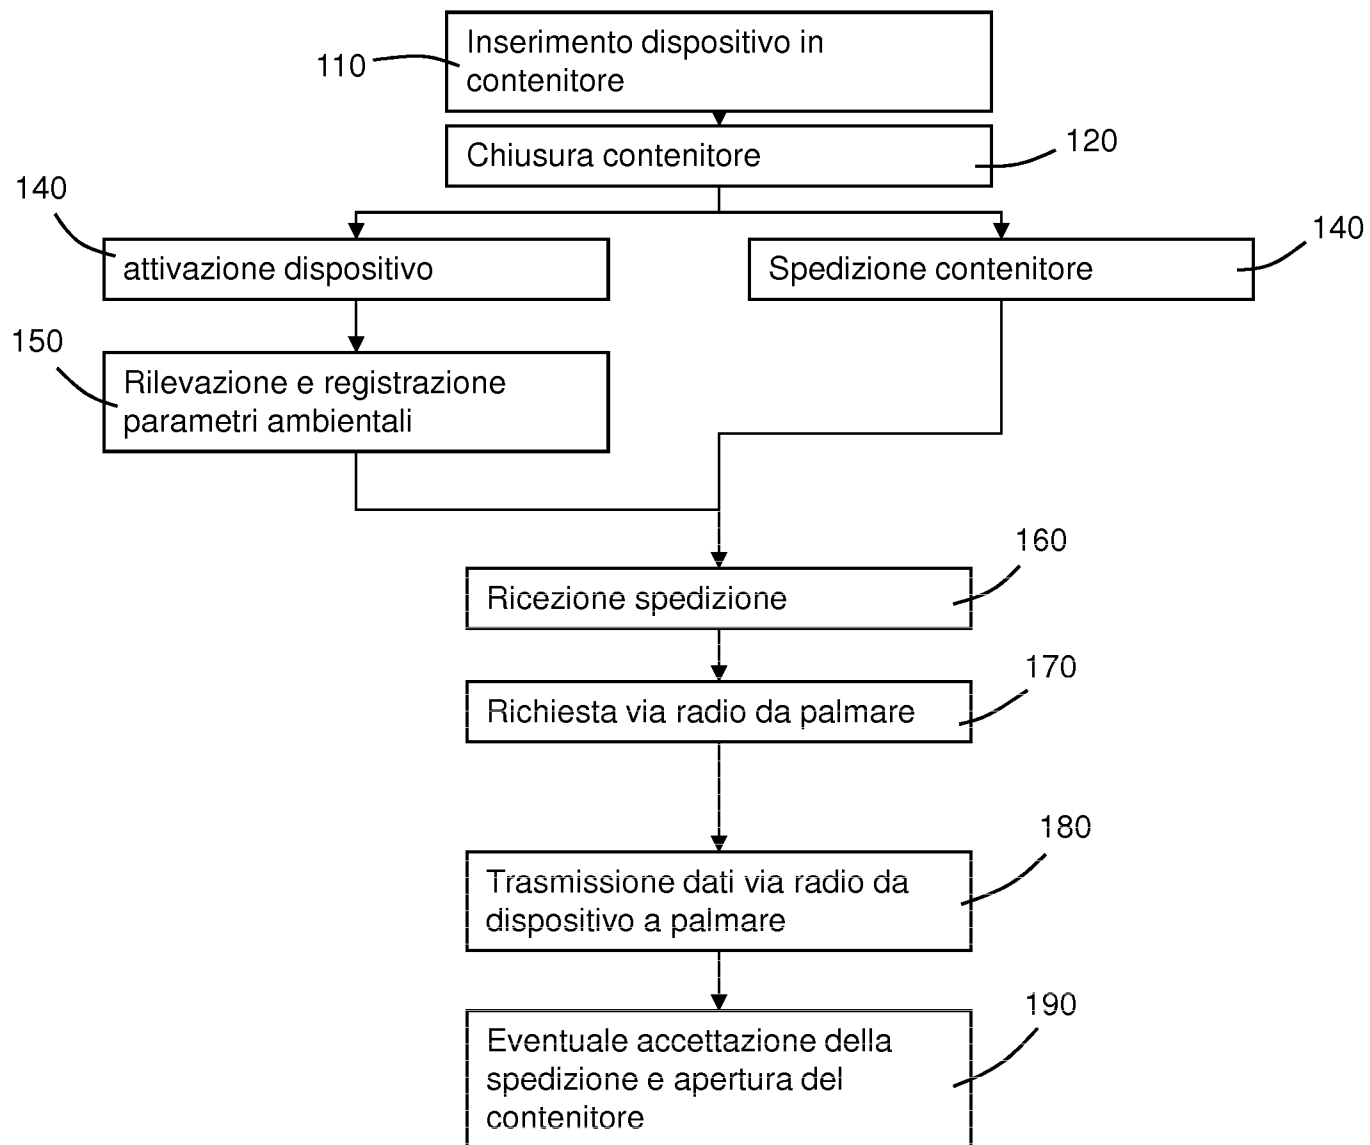 Inserimento dispositivo in
contenitore
110
Chiusura contenitore
120
140
attivazione dispositivo
Spedizione contenitore
140
150
Rilevazione e registrazione
parametri ambientali
160
Ricezione spedizione
170
Richiesta via radio da palmare
180
Trasmissione dati via radio da
dispositivo a palmare
190
Eventuale accettazione della
spedizione e apertura del
contenitore